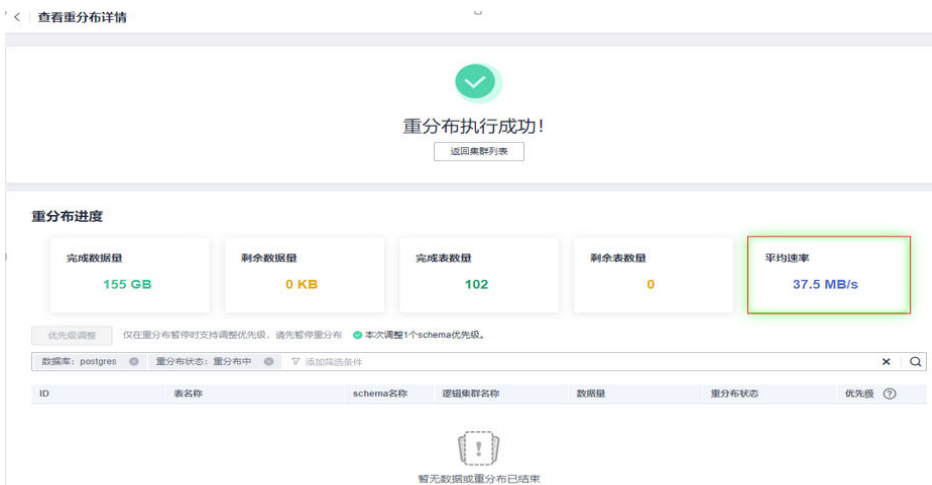 查看重分布详情
重分布执行成功!
返回集群列表
重分布进度
完成数据量 剩余数据量 完成表数量 剩余表数量 平均速率
155 GB 0 KB 102 0 37.5 MB/s
优先级调整 仅在重分布暂停时支持调整优先级，请先暂停重分布 本次调整1个schema优先级。
数据库：postgres 重分布状态：重分布中 添加筛选条件
ID 表名称 schema名称 逻辑集群名称 数据量 重分布状态 优先级
暂无数据或重分布已结束